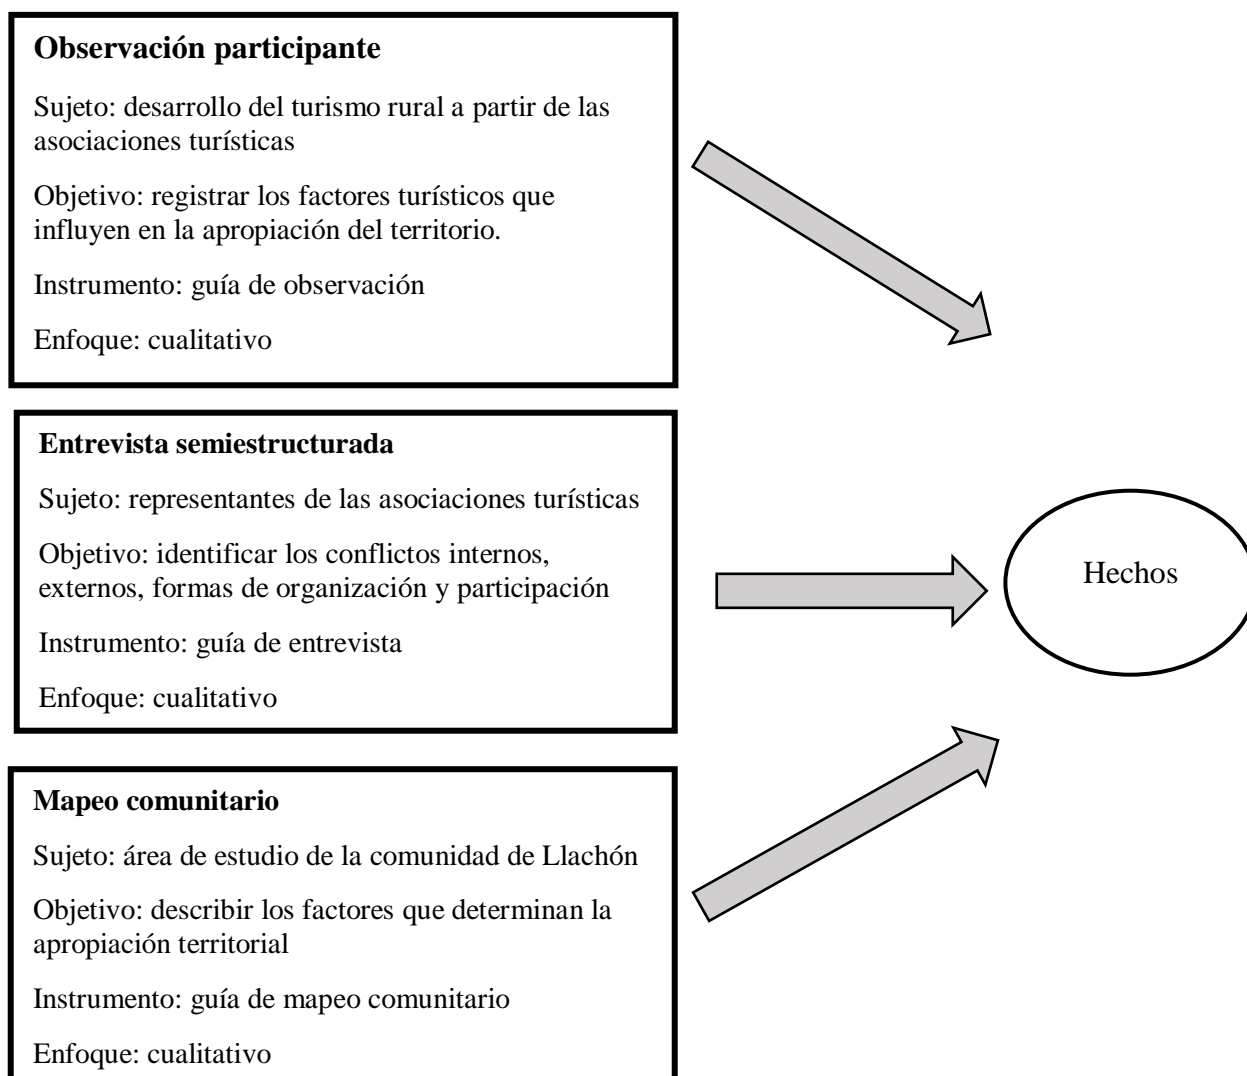 Observación participante
Sujeto: desarrollo del turismo rural a partir de las
asociaciones turísticas
Objetivo: registrar los factores turísticos que
influyen en la apropiación del territorio.
Instrumento: guía de observación
Enfoque: cualitativo
Entrevista semiestructurada
Sujeto: representantes de las asociaciones turísticas
Objetivo: identificar los conflictos internos,
externos, formas de organización y participación
Instrumento: guía de entrevista
Enfoque: cualitativo
Hechos
Mapeo comunitario
Sujeto: área de estudio de la comunidad de Llachón
Objetivo: describir los factores que determinan la
apropiación territorial
Instrumento: guía de mapeo comunitario
Enfoque: cualitativo